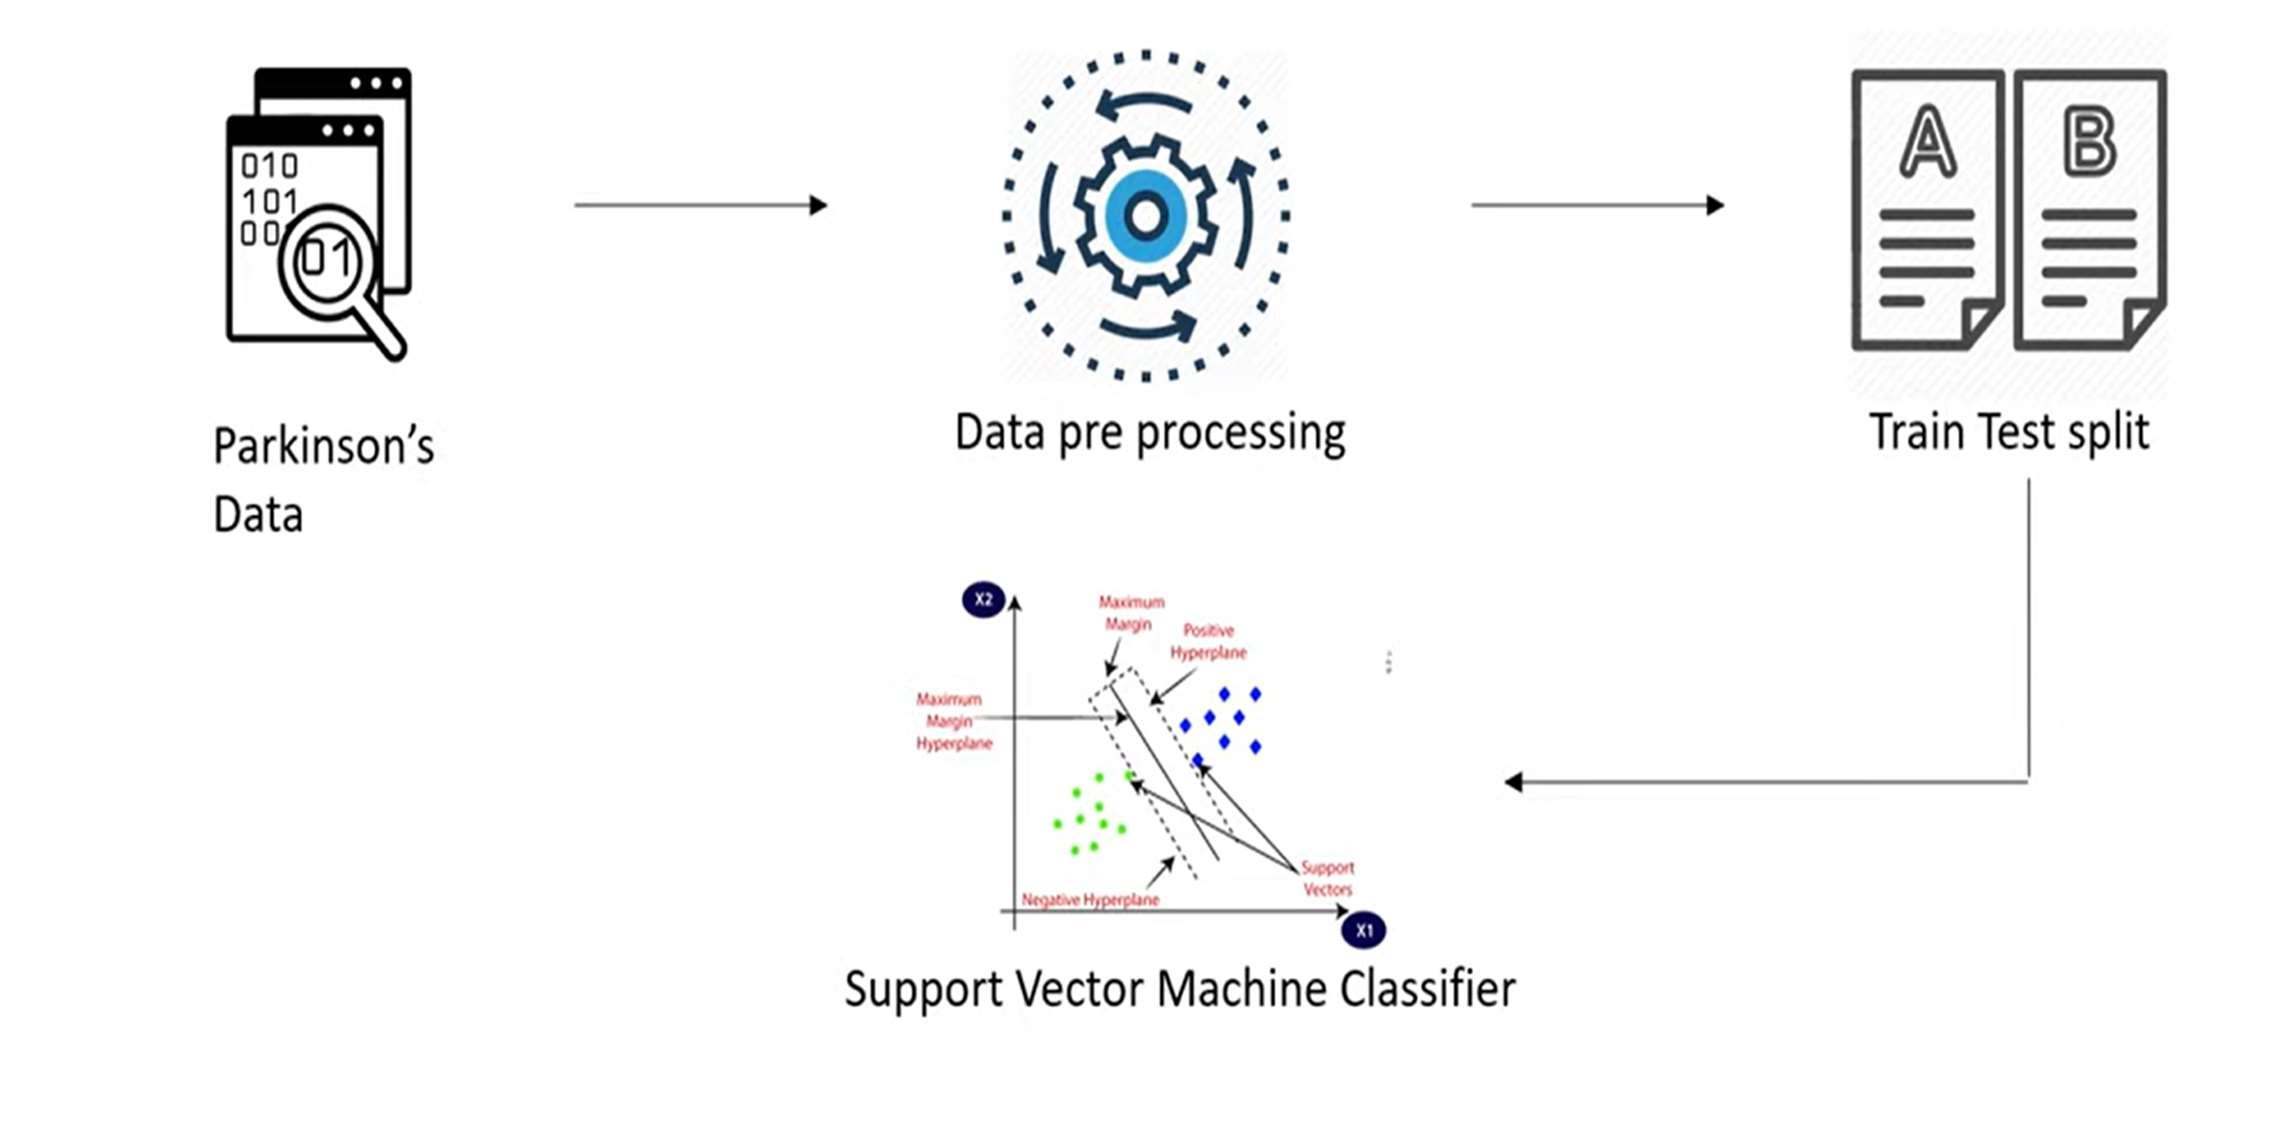 010
101
00
01
A
B
Parkinson's
Data
Data pre processing
Train Test split
X2
Maximum
Margin
Positive
Hyperplane
Maximum
Margin
Hyperplane
Support
Vectors
Negative Hyperplane
X1
Support Vector Machine Classifier